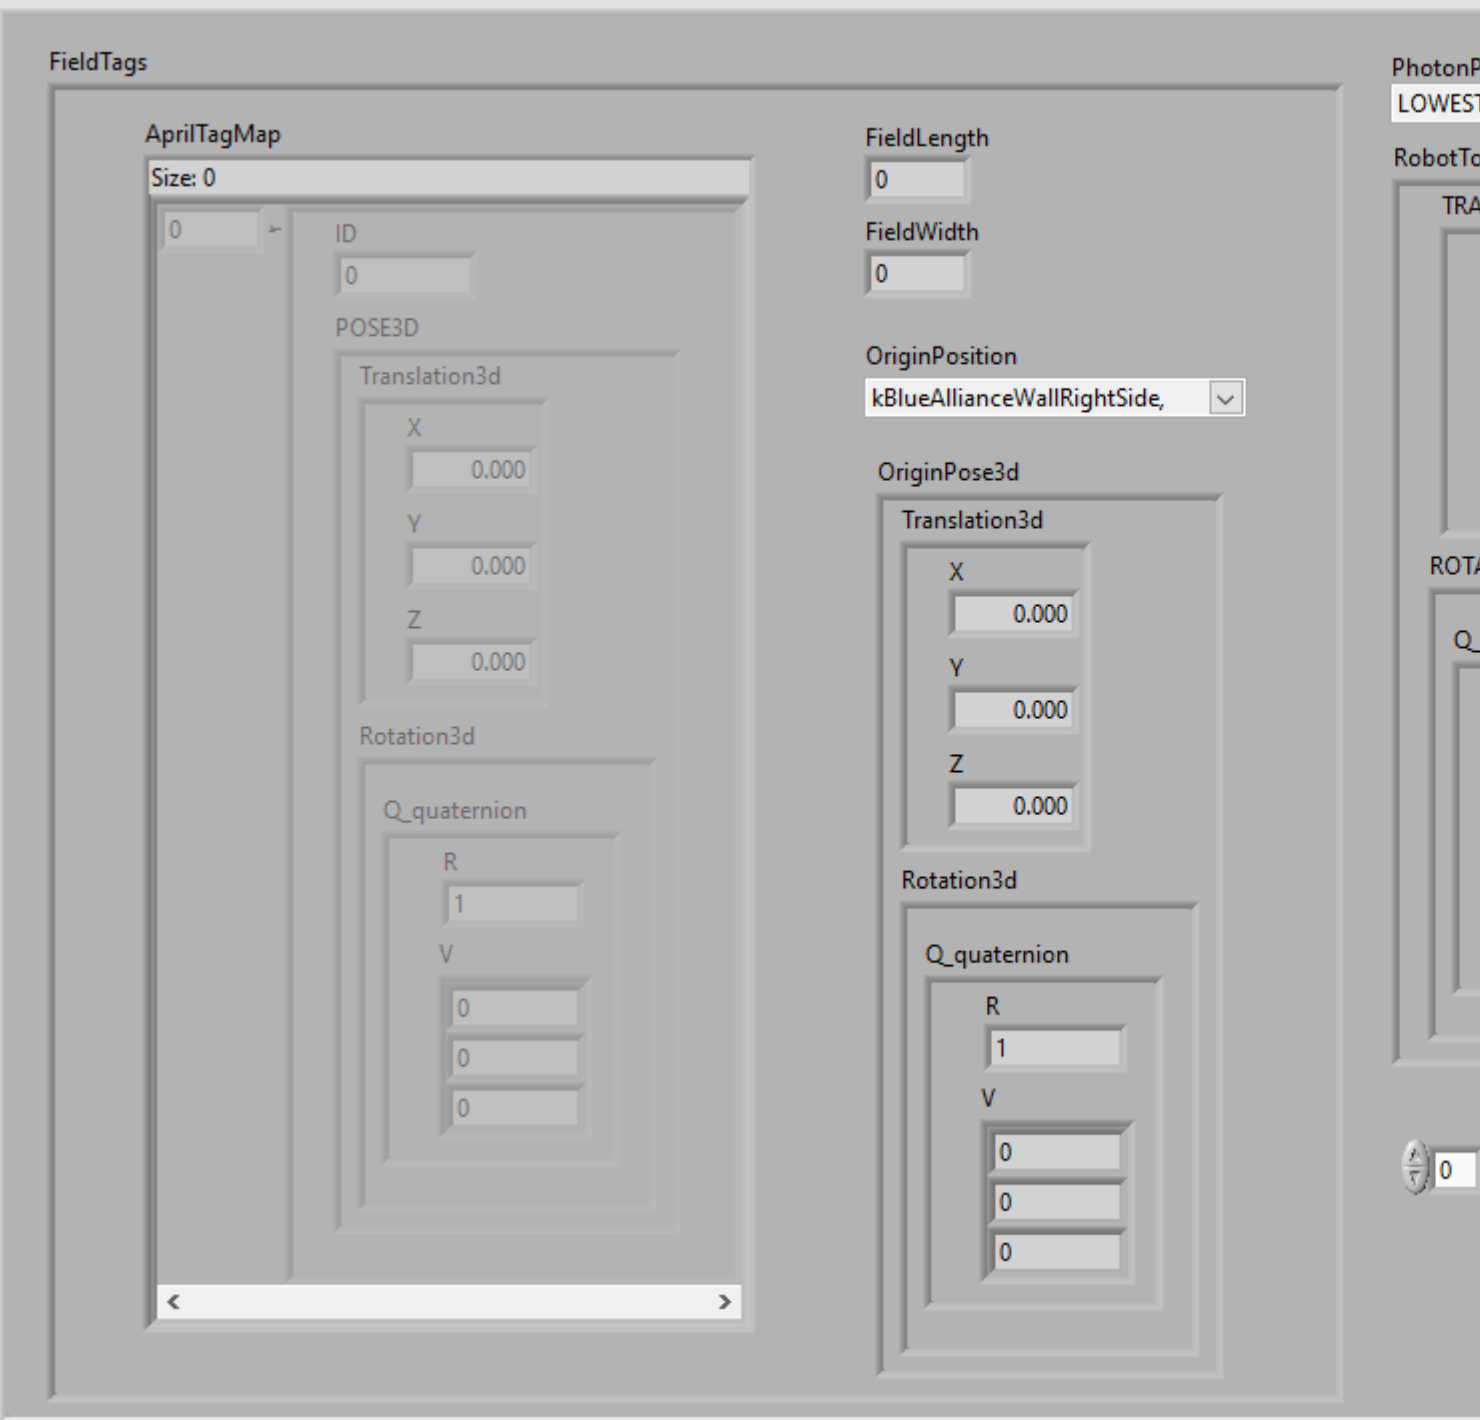 FieldTags
AprilTagMap
Size: 0
0
ID
0
POSE3D
Translation3d
X
0.000
Y
0.000
Z
0.000
Rotation3d
Q_quaternion
R
1
V
0
0
0
FieldLength
0
FieldWidth
0
OriginPosition
kBlueAllianceWallRightSide,
OriginPose3d
Translation3d
X
0.000
Y
0.000
Z
0.000
Rotation3d
Q_quaternion
R
1
V
0
0
0
PhotonP
LOWEST
RobotTo
TRA
ROTA
Q_
0